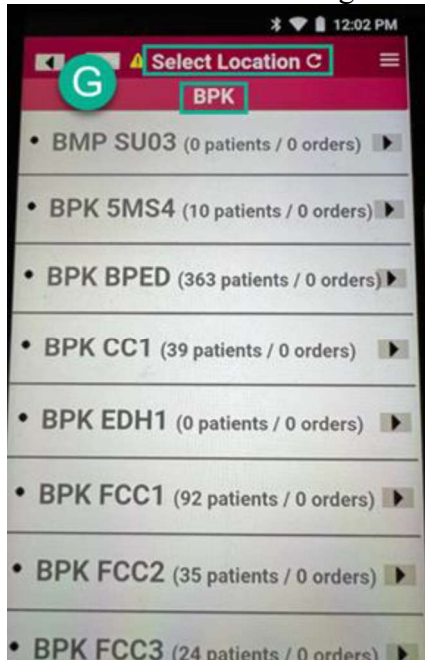 12:02 PM
G
Select Location
BPK
BMP SU03 (0 patients / 0 orders)
BPK 5MS4 (10 patients / 0 orders)
BPK BPED (363 patients / 0 orders)
BPK CC1 (39 patients / 0 orders)
BPK EDH1 (0 patients / 0 orders)
BPK FCC1 (92 patients / 0 orders)
BPK FCC2 (35 patients / 0 orders)
BPK FCC3 (24 patients / 0 orders)